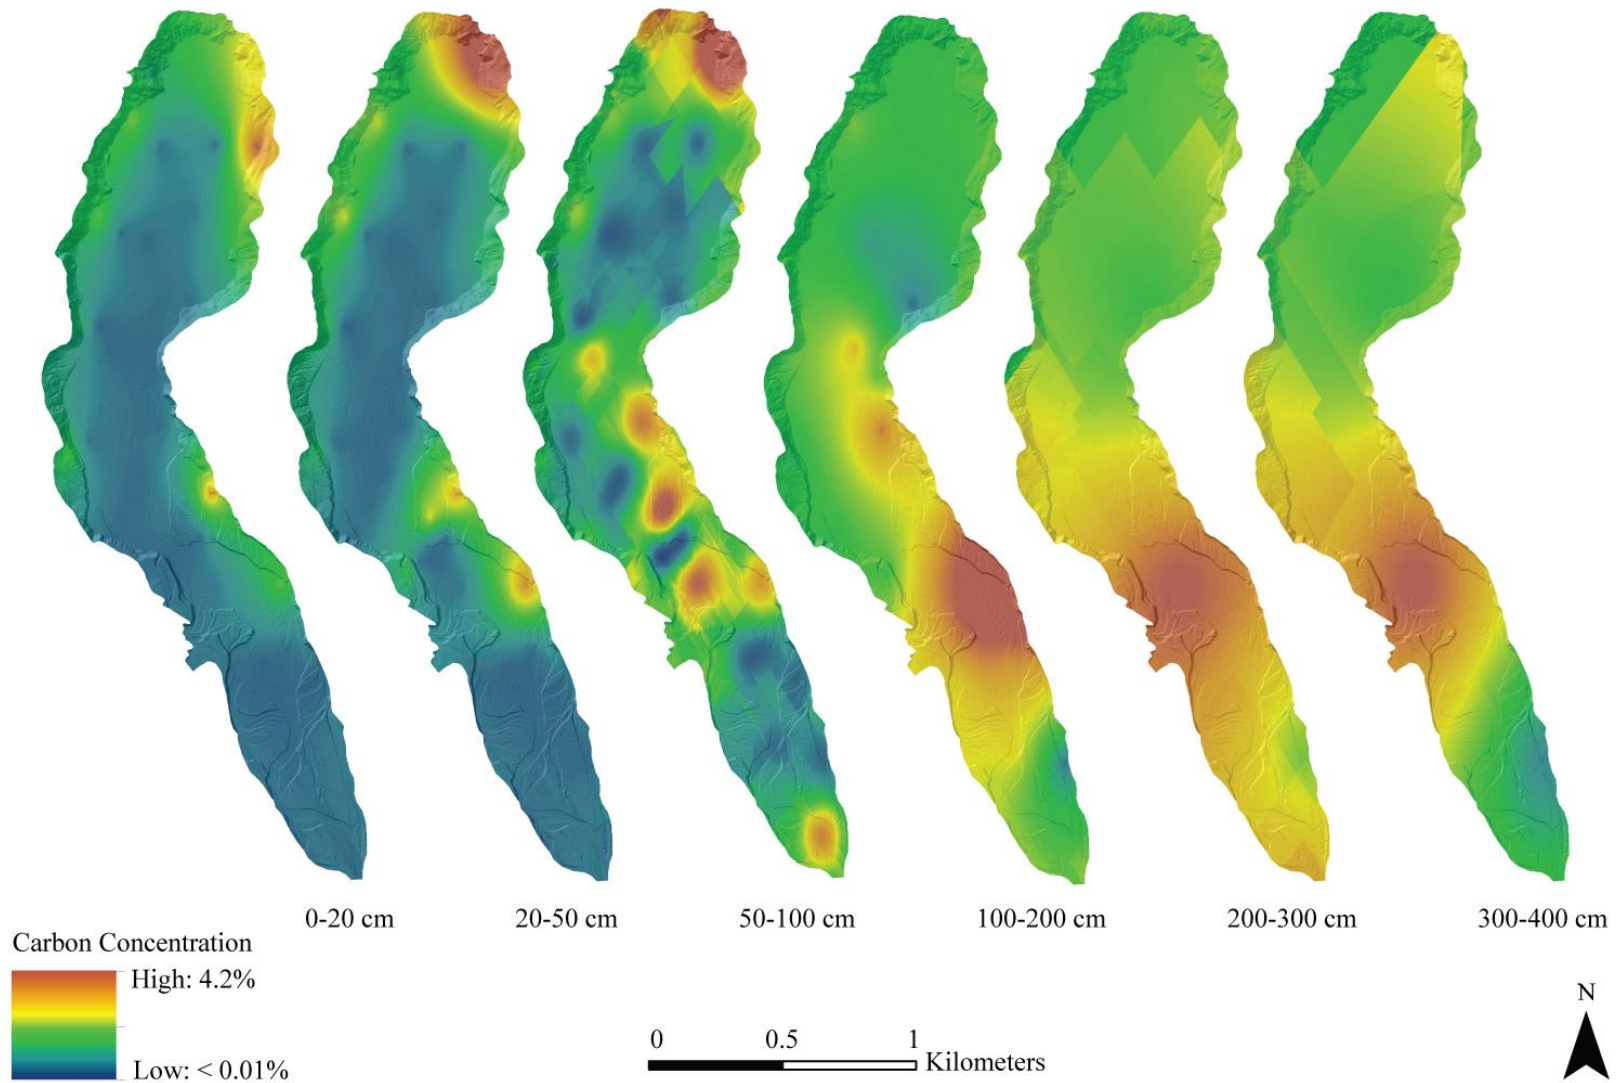 0-20 cm
20-50 cm
50-100 cm
100-200 cm
200-300 cm
300-400 cm
Carbon Concentration
High: 4.2%
Low: < 0.01%
0 0.5 1
Kilometers
N